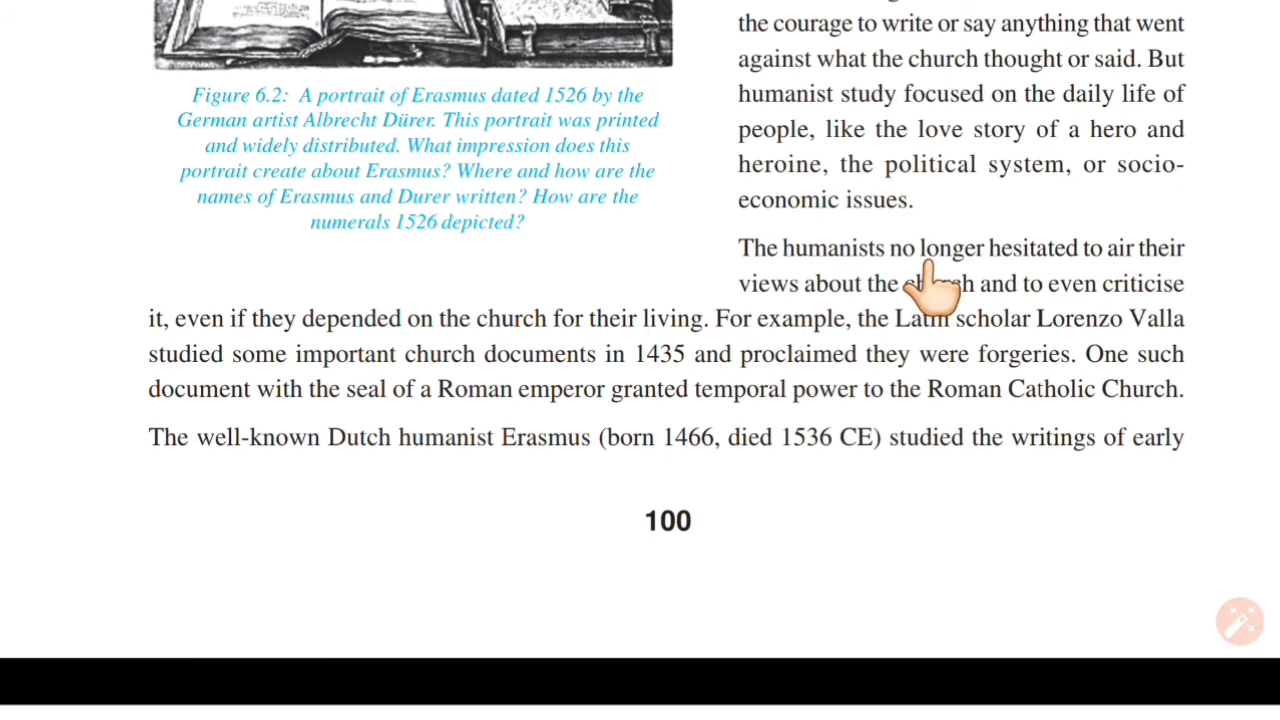 the courage to write or say anything that went
against what the church thought or said. But
humanist study focused on the daily life of
people, like the love story of a hero and
heroine, the political system, or socio-
economic issues.
Figure 6.2: A portrait of Erasmus dated 1526 by the
German artist Albrecht Dürer. This portrait was printed
and widely distributed. What impression does this
portrait create about Erasmus? Where and how are the
names of Erasmus and Durer written? How are the
numerals 1526 depicted?
The humanists no longer hesitated to air their
views about the church and to even criticise
it, even if they depended on the church for their living. For example, the Latin scholar Lorenzo Valla
studied some important church documents in 1435 and proclaimed they were forgeries. One such
document with the seal of a Roman emperor granted temporal power to the Roman Catholic Church.
The well-known Dutch humanist Erasmus (born 1466, died 1536 CE) studied the writings of early
100